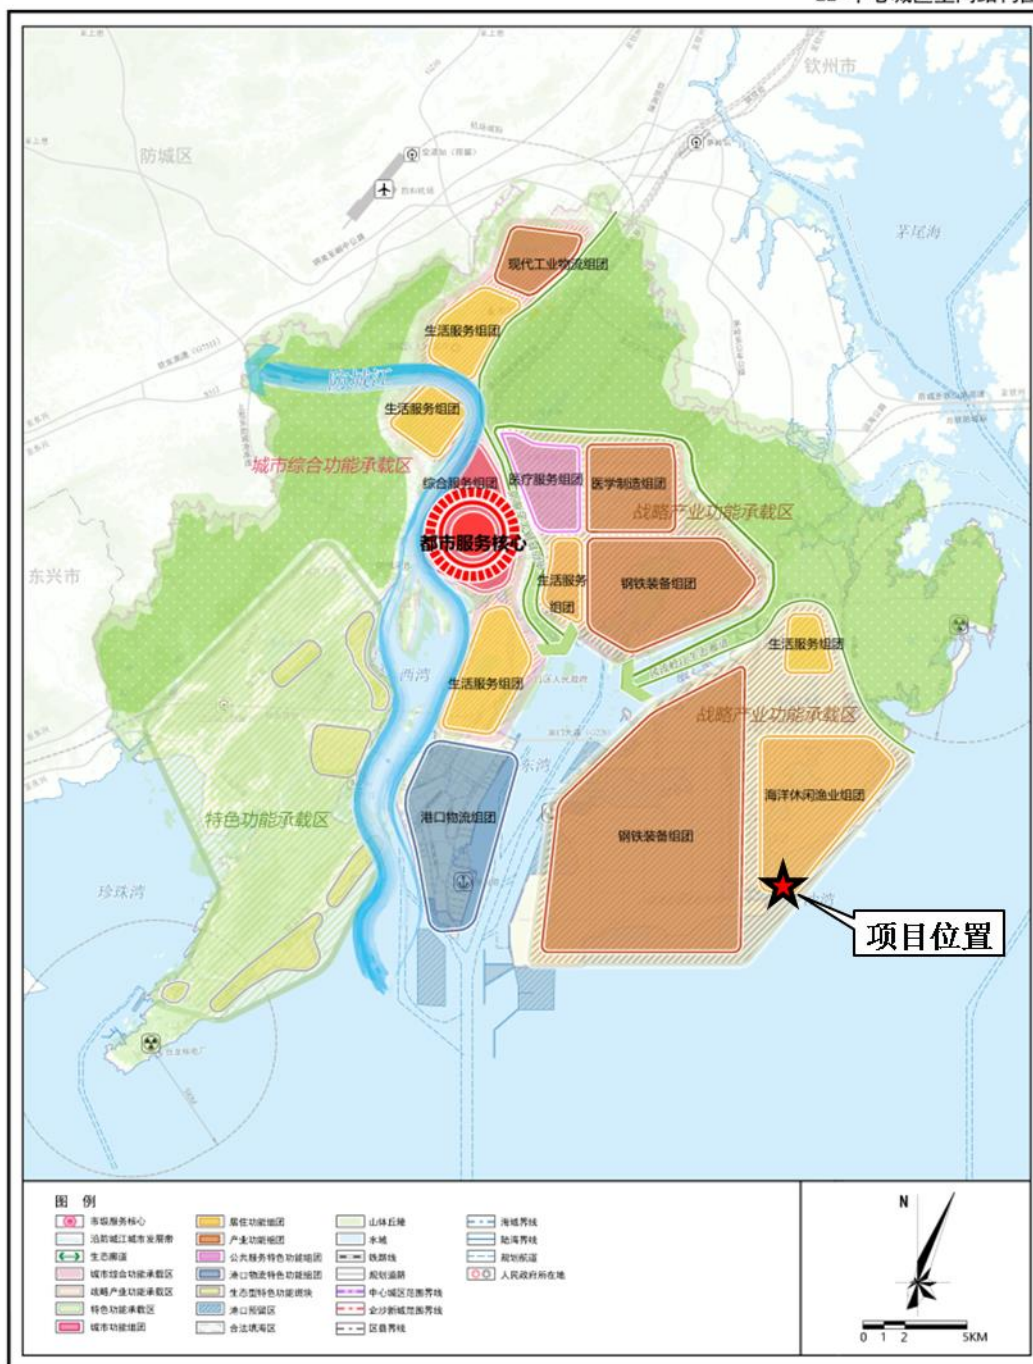 钦州市
防城区
茅尾海
现代工业物流组团
生活服务组团
防城江
生活服务组团
城市综合功能承载区
综合服务组团
医疗服务组团
医学制造组团
战略产业功能承载区
都市服务核心
东兴市
生活服务
组团
钢铁装备组团
生活服务组团
西湾
生活服务组团
战略产业功能承载区
东湾
海洋休闲渔业组团
特色功能承载区
港口物流组团
钢铁装备组团
珍珠湾
项目位置
5KM
图 例
市级服务核心
沿防城江城市发展带
生态廊道
城市综合功能承载区
战略产业功能承载区
特色功能承载区
城市功能组团
居住功能组团
产业功能组团
公共服务特色功能组团
港口物流特色功能组团
生态型特色功能斑块
港口预留区
合法填海区
山体丘陵
水域
铁路线
规划道路
中心城区范围界线
企沙新城范围界线
区县界线
海域界线
陆海界线
规划航道
人民政府所在地
N
0 1 2 5KM